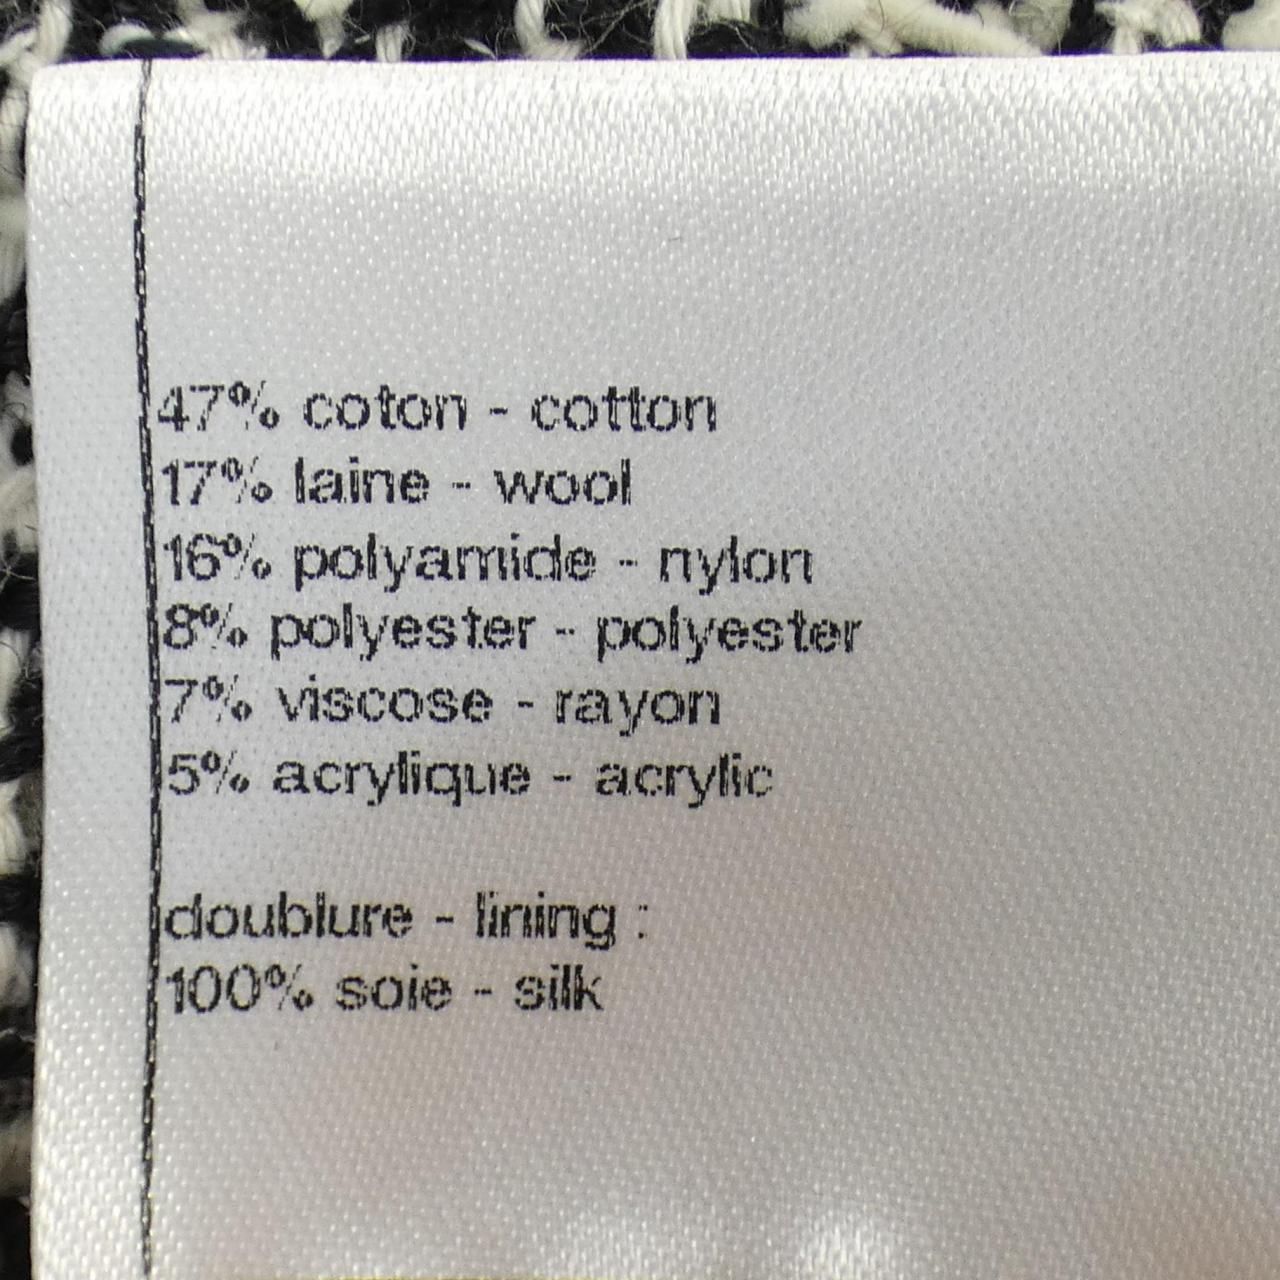 47% coton - cotton
17% laine - wool
16% polyamide - nylon
8% polyester - polyester
7% viscose - rayon
5% acrylique - acrylic
doublure - lining :
100% soie - silk